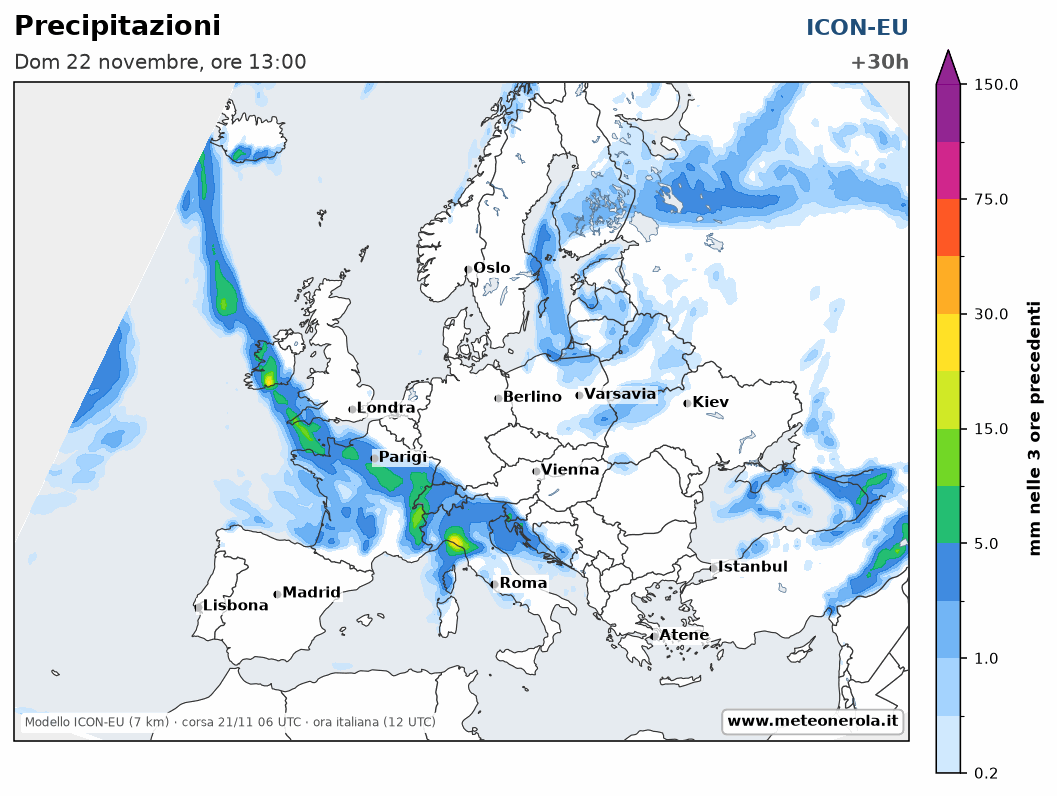 Precipitazioni
ICON-EU
Dom 22 novembre, ore 13:00
+30h
150.0
75.0
30.0
15.0
5.0
1.0
0.2
mm nelle 3 ore precedenti
Oslo
Berlino
Varsavia
Kiev
Londra
Parigi
Vienna
Istanbul
Roma
Madrid
Lisbona
Atene
Modello ICON-EU (7 km) · corsa 21/11 06 UTC · ora italiana (12 UTC)
www.meteonerola.it